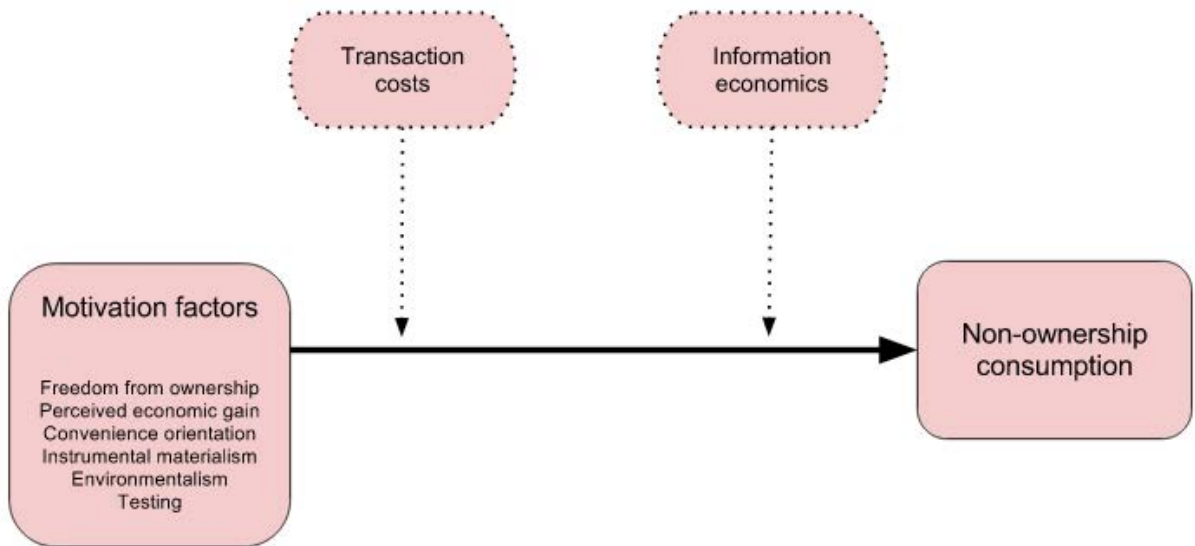 Transaction
costs
Information
economics
Motivation factors
Freedom from ownership
Perceived economic gain
Convenience orientation
Instrumental materialism
Environmentalism
Testing
Non-ownership
consumption